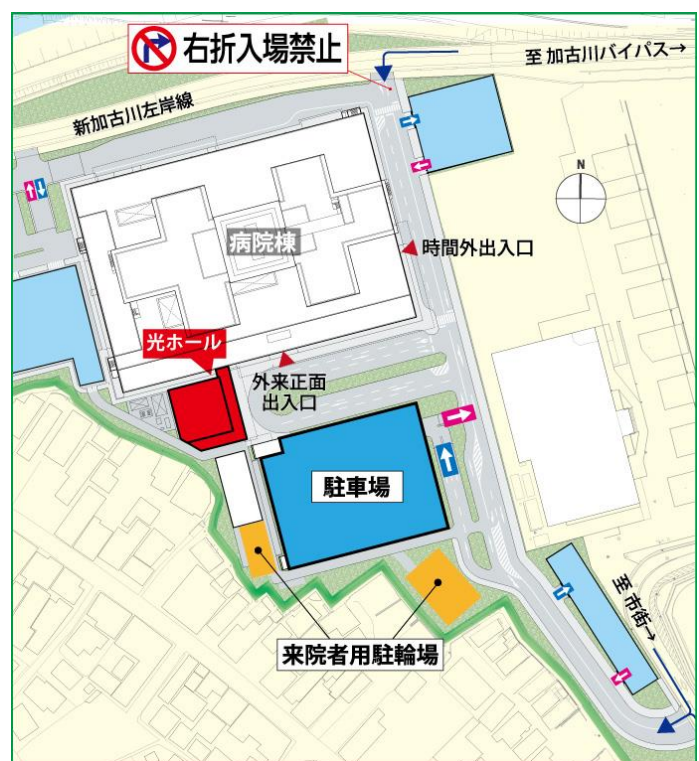 右折入場禁止
至 加古川バイパス→
新加古川左岸線
N
病院棟
時間外出入口
光ホール
外来正面
出入口
駐車場
至 市街→
来院者用駐輪場